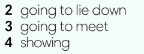 2 going to lie down
3 going to meet
4 showing